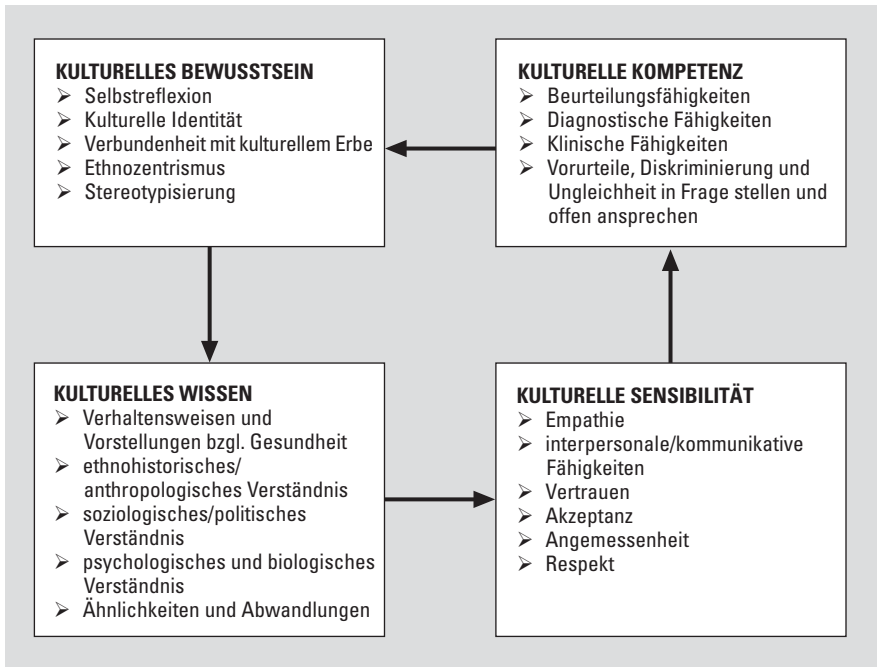 KULTURELLES BEWUSSTSEIN
➢ Selbstreflexion
➢ Kulturelle Identität
➢ Verbundenheit mit kulturellem Erbe
➢ Ethnozentrismus
➢ Stereotypisierung
KULTURELLE KOMPETENZ
➢ Beurteilungsfähigkeiten
➢ Diagnostische Fähigkeiten
➢ Klinische Fähigkeiten
➢ Vorurteile, Diskriminierung und
Ungleichheit in Frage stellen und
offen ansprechen
KULTURELLES WISSEN
➢ Verhaltensweisen und
Vorstellungen bzgl. Gesundheit
➢ ethnohistorisches/
anthropologisches Verständnis
➢ soziologisches/politisches
Verständnis
➢ psychologisches und biologisches
Verständnis
➢ Ähnlichkeiten und Abwandlungen
KULTURELLE SENSIBILITÄT
➢ Empathie
➢ interpersonale/kommunikative
Fähigkeiten
➢ Vertrauen
➢ Akzeptanz
➢ Angemessenheit
➢ Respekt